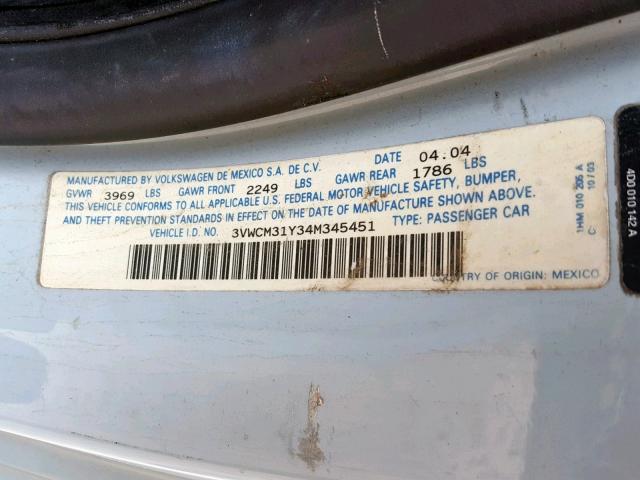 MANUFACTURED BY VOLKSWAGEN DE MEXICO S.A. DE C.V. DATE 04.04
GVWR 3969 LBS GAWR FRONT 2249 LBS GAWR REAR 1786 LBS
THIS VEHICLE CONFORMS TO ALL APPLICABLE U.S. FEDERAL MOTOR VEHICLE SAFETY, BUMPER,
AND THEFT PREVENTION STANDARDS IN EFFECT ON THE DATE OF MANUFACTURE SHOWN ABOVE.
VEHICLE I.D. NO. 3VWCM31Y34M345451 TYPE: PASSENGER CAR
COUNTRY OF ORIGIN: MEXICO
1HM 010 265 A
C 10/03
4D0 010 142 A